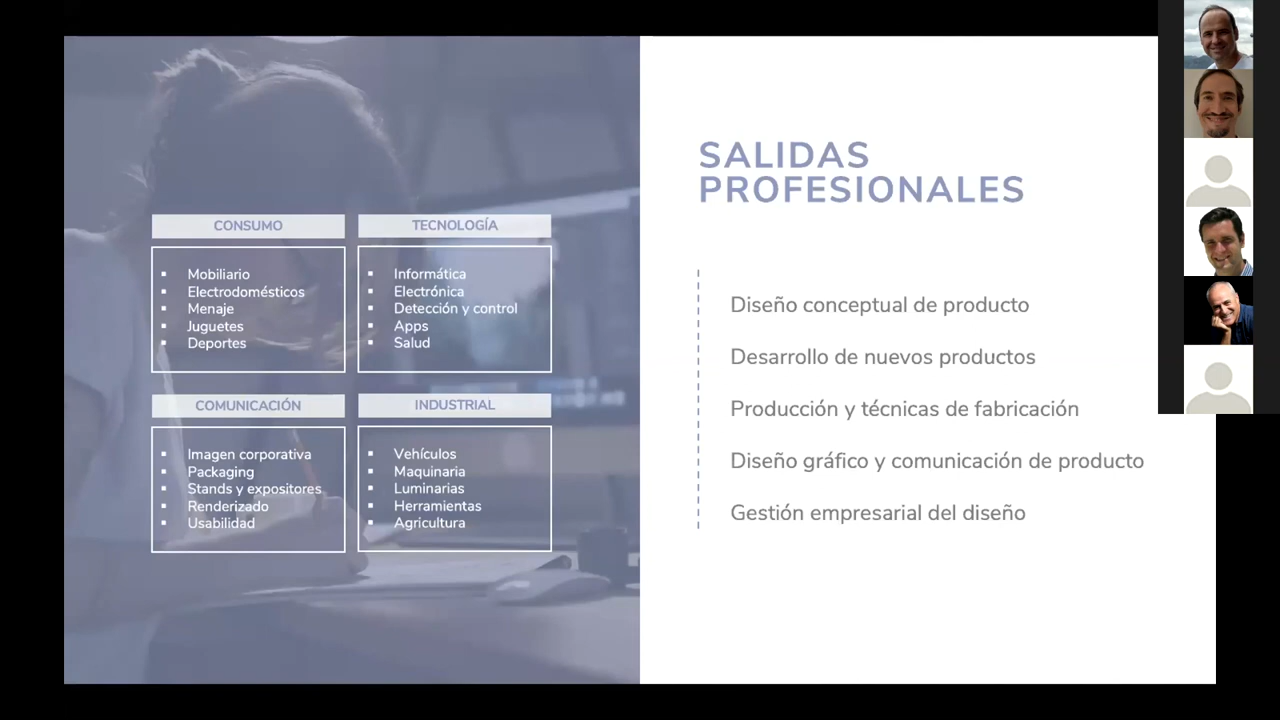 CONSUMO
Mobiliario
Electrodomésticos
Menaje
Juguetes
Deportes
TECNOLOGÍA
Informática
Electrónica
Detección y control
Apps
Salud
COMUNICACIÓN
Imagen corporativa
Packaging
Stands y expositores
Renderizado
Usabilidad
INDUSTRIAL
Vehículos
Maquinaria
Luminarias
Herramientas
Agricultura
SALIDAS
PROFESIONALES
Diseño conceptual de producto
Desarrollo de nuevos productos
Producción y técnicas de fabricación
Diseño gráfico y comunicación de producto
Gestión empresarial del diseño